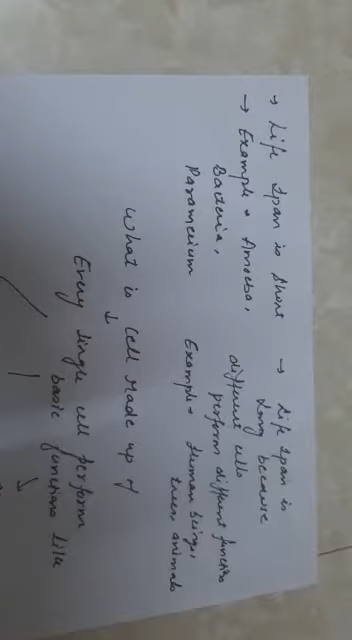 → Life span is short
→ Example → Amoeba,
Bacteria,
Paramecium
→ Life span is
long because
different cells
perform different function
Example → Human beings,
trees, animals
What is Cell made up of
↓
Every single cell perform
basic functions like